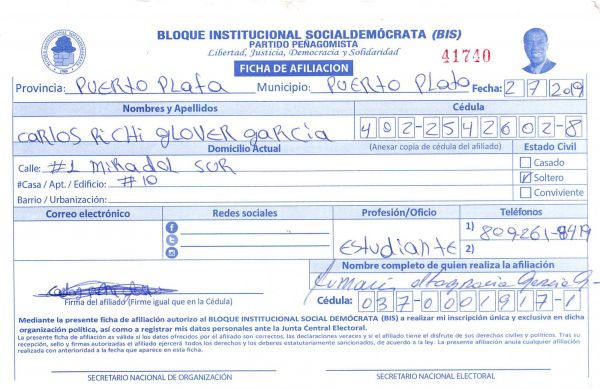 BLOQUE INSTITUCIONAL SOCIALDEMÓCRATA (BIS)
PARTIDO PEÑAGOMISTA
Libertad, Justicia, Democracia y Solidaridad
41740
FICHA DE AFILIACION
Provincia: Puerto Plata Municipio: Puerto Plata Fecha: 2 7 2019
Nombres y Apellidos Cédula
Carlos Richi Glover García 402-2542602-8
Domicilio Actual (Anexar copia de cédula del afiliado) Estado Civil
Calle: #1 Mirador Sur Casado
#Casa / Apt. / Edificio: #10 Soltero
Barrio / Urbanización: Conviviente
Correo electrónico Redes sociales Profesión/Oficio Teléfonos
1) 809261-8419
estudiante 2)
Nombre completo de quien realiza la afiliación
Altagracia García G.
Firma del afiliado (Firme igual que en la Cédula) Cédula: 037-0001917-1
Mediante la presente ficha de afiliación autorizo al BLOQUE INSTITUCIONAL SOCIAL DEMÓCRATA (BIS) a realizar mi inscripción única y exclusiva en dicha
organización política, así como a registrar mis datos personales ante la Junta Central Electoral.
La presente ficha de afiliación es válida si los datos ofrecidos por el afiliado son correctos, las declaraciones veraces y si el afiliado tiene el disfrute de sus derechos civiles y políticos. Tras su
recepción, sello y firmas autorizadas el afiliado ejercerá todos los derechos y los deberes estatutariamente sancionados, de acuerdo a la ley. La presente afiliación anula cualquier afiliación
realizada con anterioridad a la fecha que aparece en esta ficha.
SECRETARIO NACIONAL DE ORGANIZACIÓN SECRETARIO NACIONAL ELECTORAL